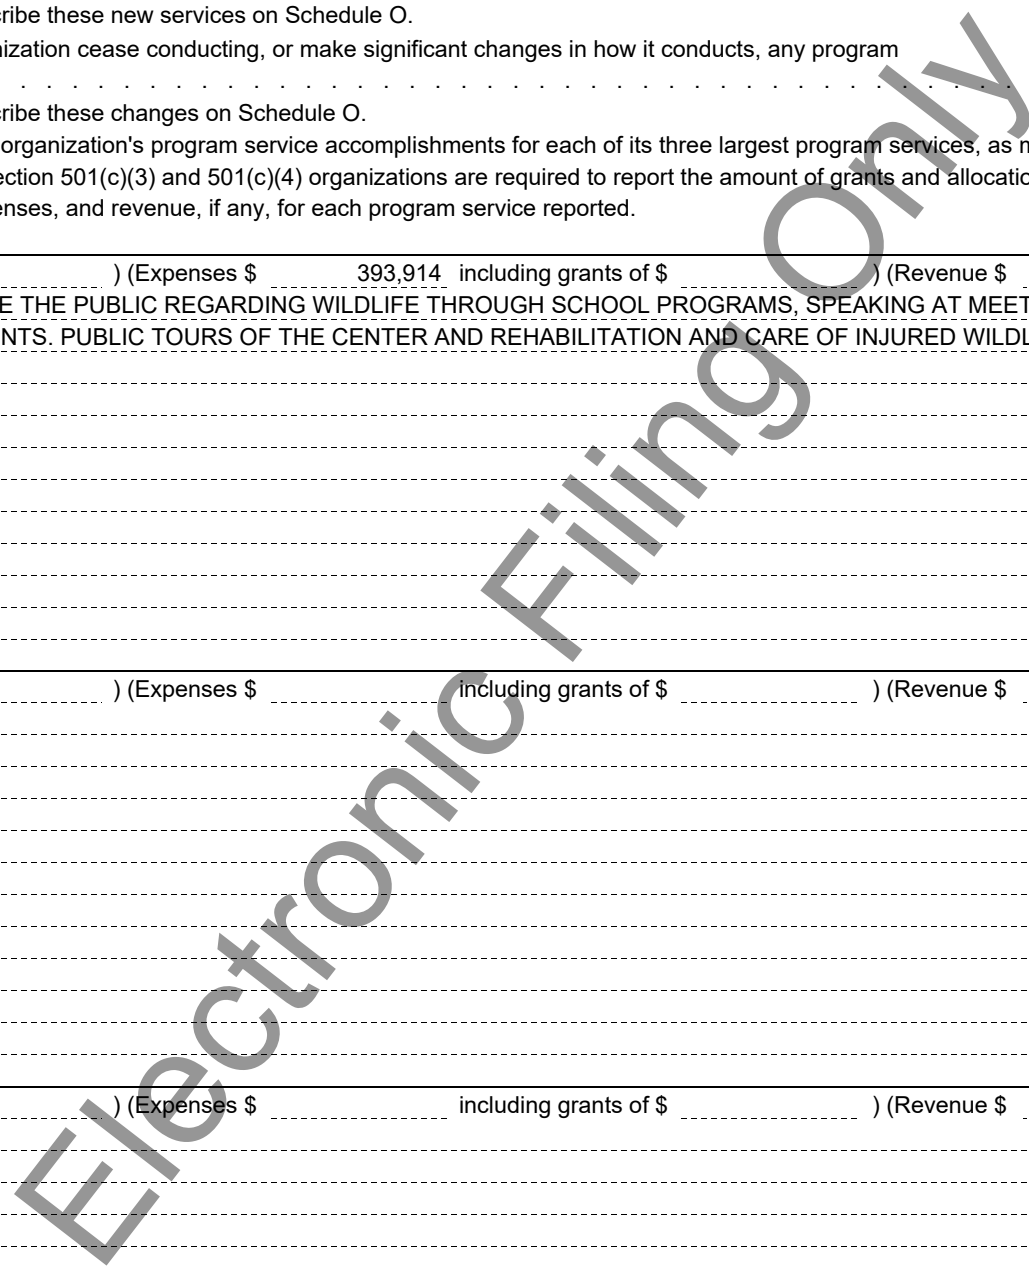 cribe these new services on Schedule O.
nization cease conducting, or make significant changes in how it conducts, any program
. . . . . . . . . . . . . . . . . . . . . . . . . . . . . . . . . . . . . . .
cribe these changes on Schedule O.
organization's program service accomplishments for each of its three largest program services, as m
ection 501(c)(3) and 501(c)(4) organizations are required to report the amount of grants and allocatio
enses, and revenue, if any, for each program service reported.
) (Expenses $ 393,914 including grants of $ ) (Revenue $
E THE PUBLIC REGARDING WILDLIFE THROUGH SCHOOL PROGRAMS, SPEAKING AT MEET
NTS. PUBLIC TOURS OF THE CENTER AND REHABILITATION AND CARE OF INJURED WILDL
) (Expenses $ including grants of $ ) (Revenue $
) (Expenses $ including grants of $ ) (Revenue $
Electronic Filing Only